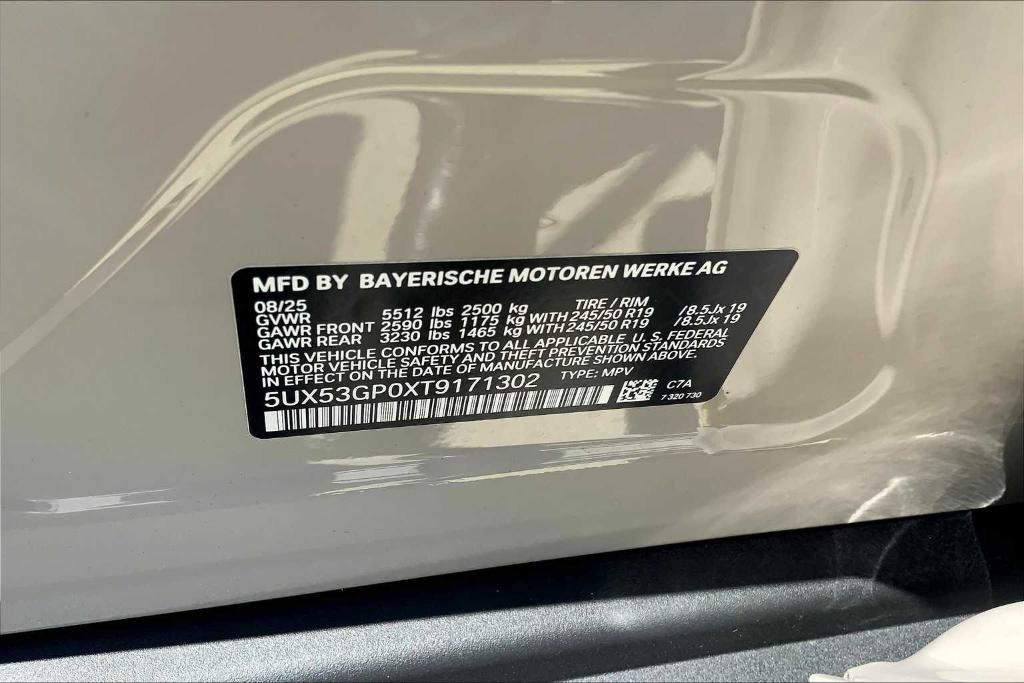 MFD BY BAYERISCHE MOTOREN WERKE AG
08/25 TIRE / RIM
GVWR 5512 lbs 2500 kg
GAWR FRONT 2590 lbs 1175 kg WITH 245/50 R19 /8.5Jx 19
GAWR REAR 3230 lbs 1465 kg WITH 245/50 R19 /8.5Jx 19
THIS VEHICLE CONFORMS TO ALL APPLICABLE U. S. FEDERAL
MOTOR VEHICLE SAFETY AND THEFT PREVENTION STANDARDS
IN EFFECT ON THE DATE OF MANUFACTURE SHOWN ABOVE.
5UX53GP0XT9171302 TYPE: MPV
C7A
7 320 730